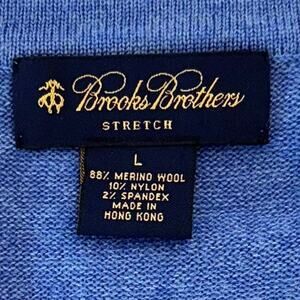 Brooks Brothers
STRETCH
L
88% MERINO WOOL
10% NYLON
2% SPANDEX
MADE IN
HONG KONG